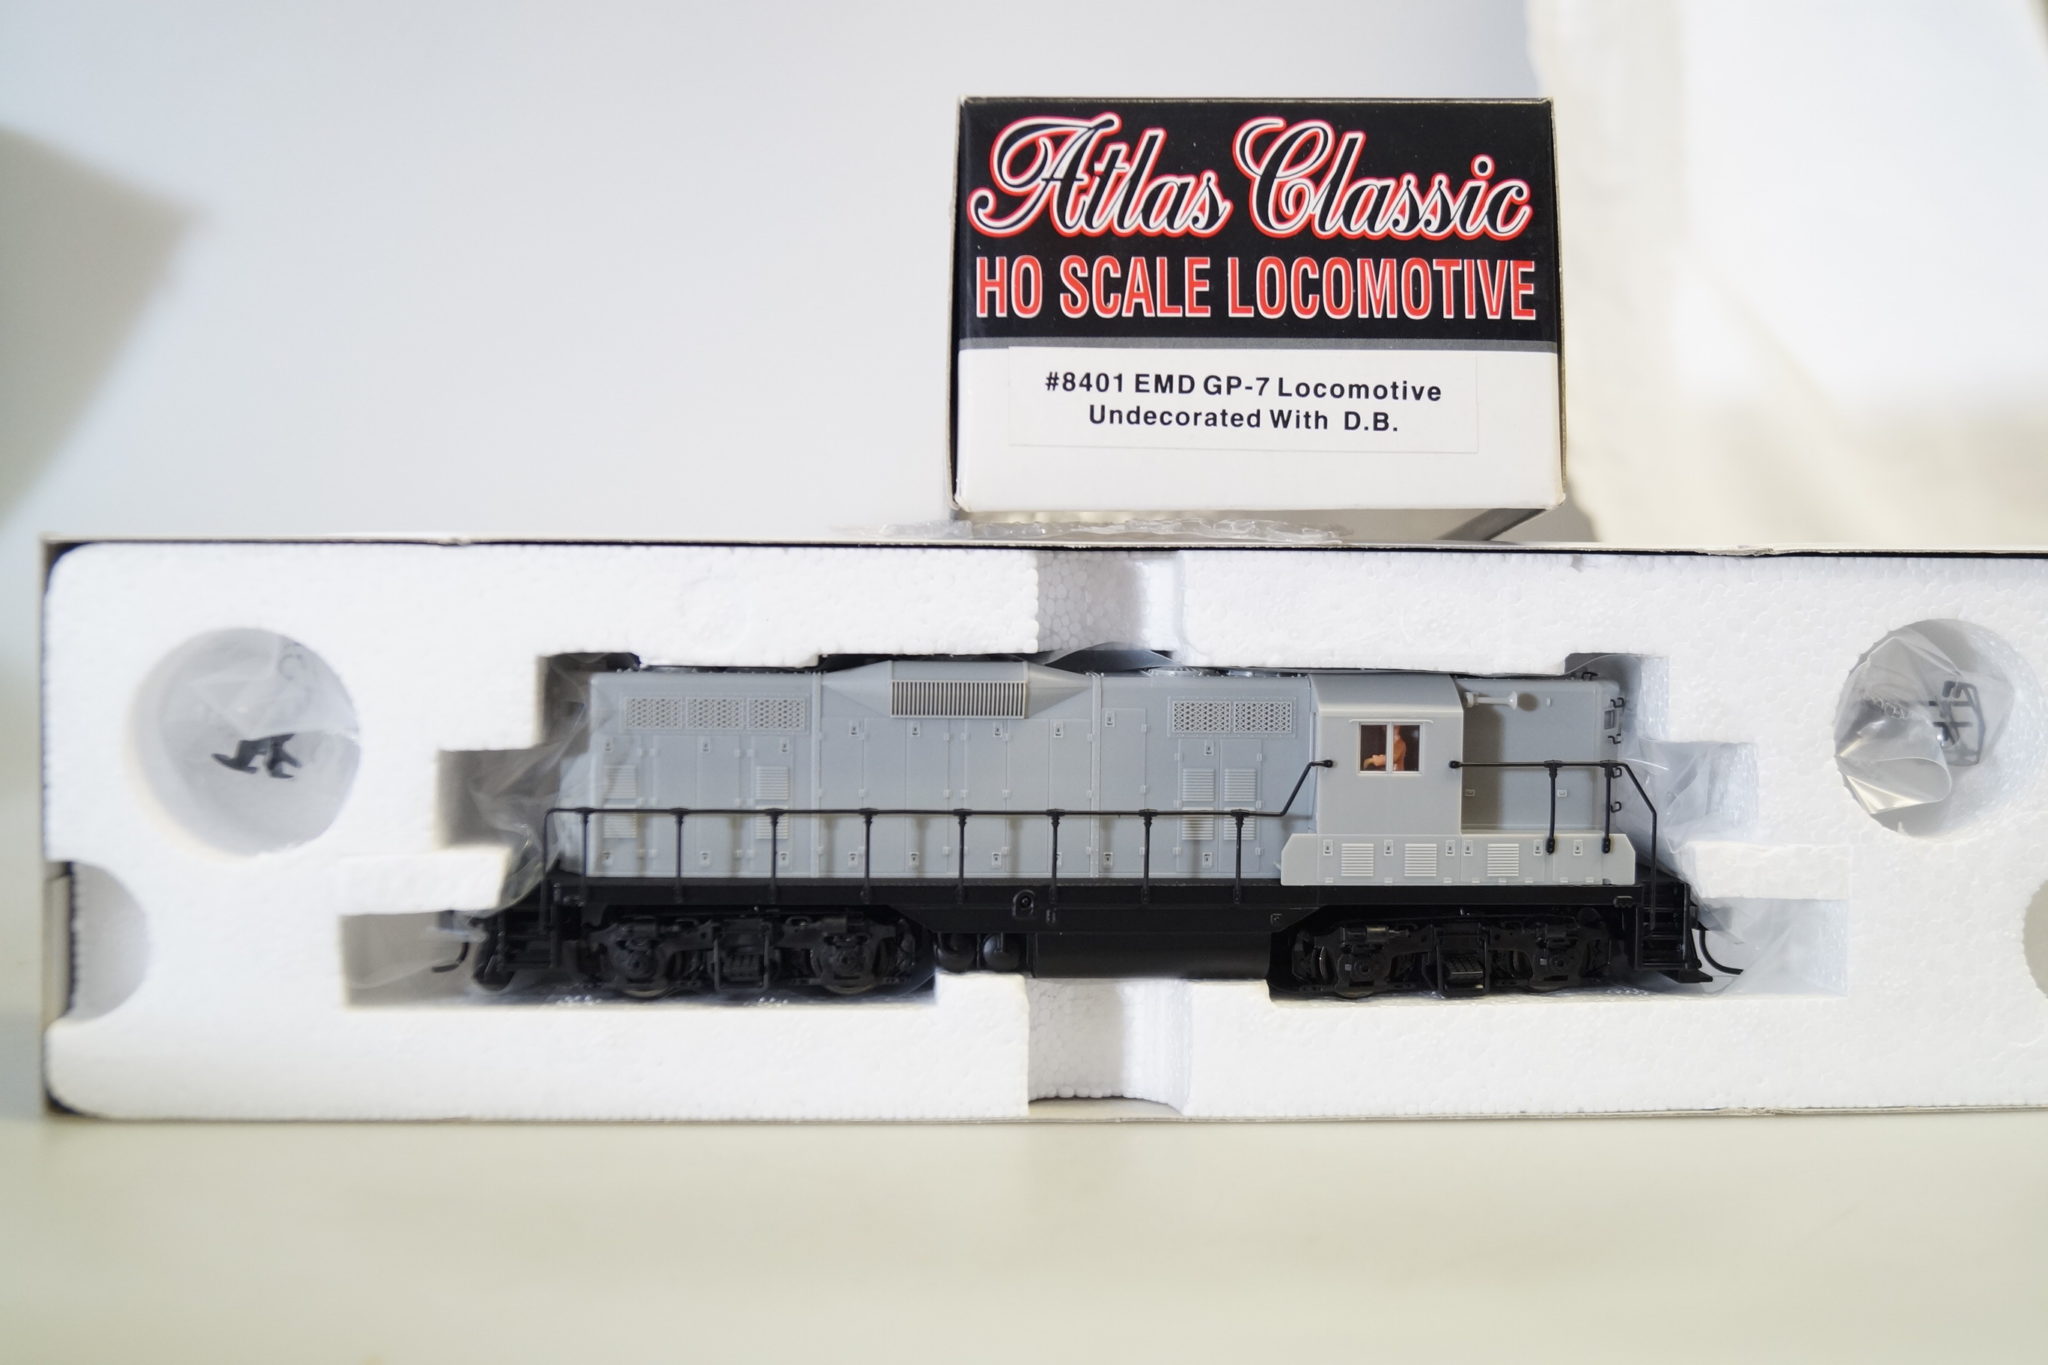 Atlas Classic
HO SCALE LOCOMOTIVE
#8401 EMD GP-7 Locomotive
Undecorated With D.B.